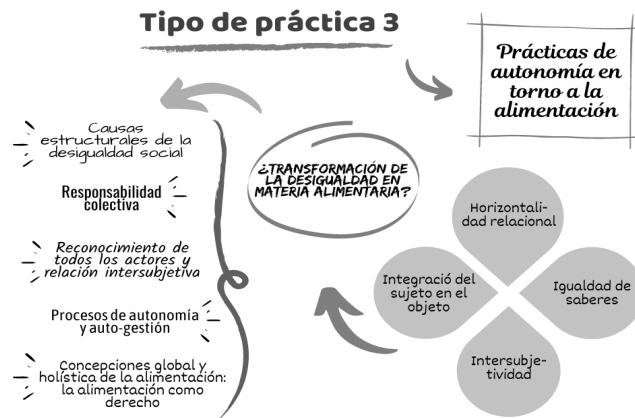 Tipo de práctica 3
Prácticas de
autonomía en
torno a la
alimentación
Causas
estructurales de la
desigualdad social
Responsabilidad
colectiva
Reconocimiento de
todos los actores y
relación intersubjetiva
Procesos de autonomía
y auto-gestión
Concepciones global y
holística de la alimentación:
la alimentación como
derecho
¿TRANSFORMACIÓN DE
LA DESIGUALDAD EN
MATERIA ALIMENTARIA?
Horizontali-
dad relacional
Integració del
sujeto en el
objeto
Igualdad de
saberes
Intersubje-
tividad